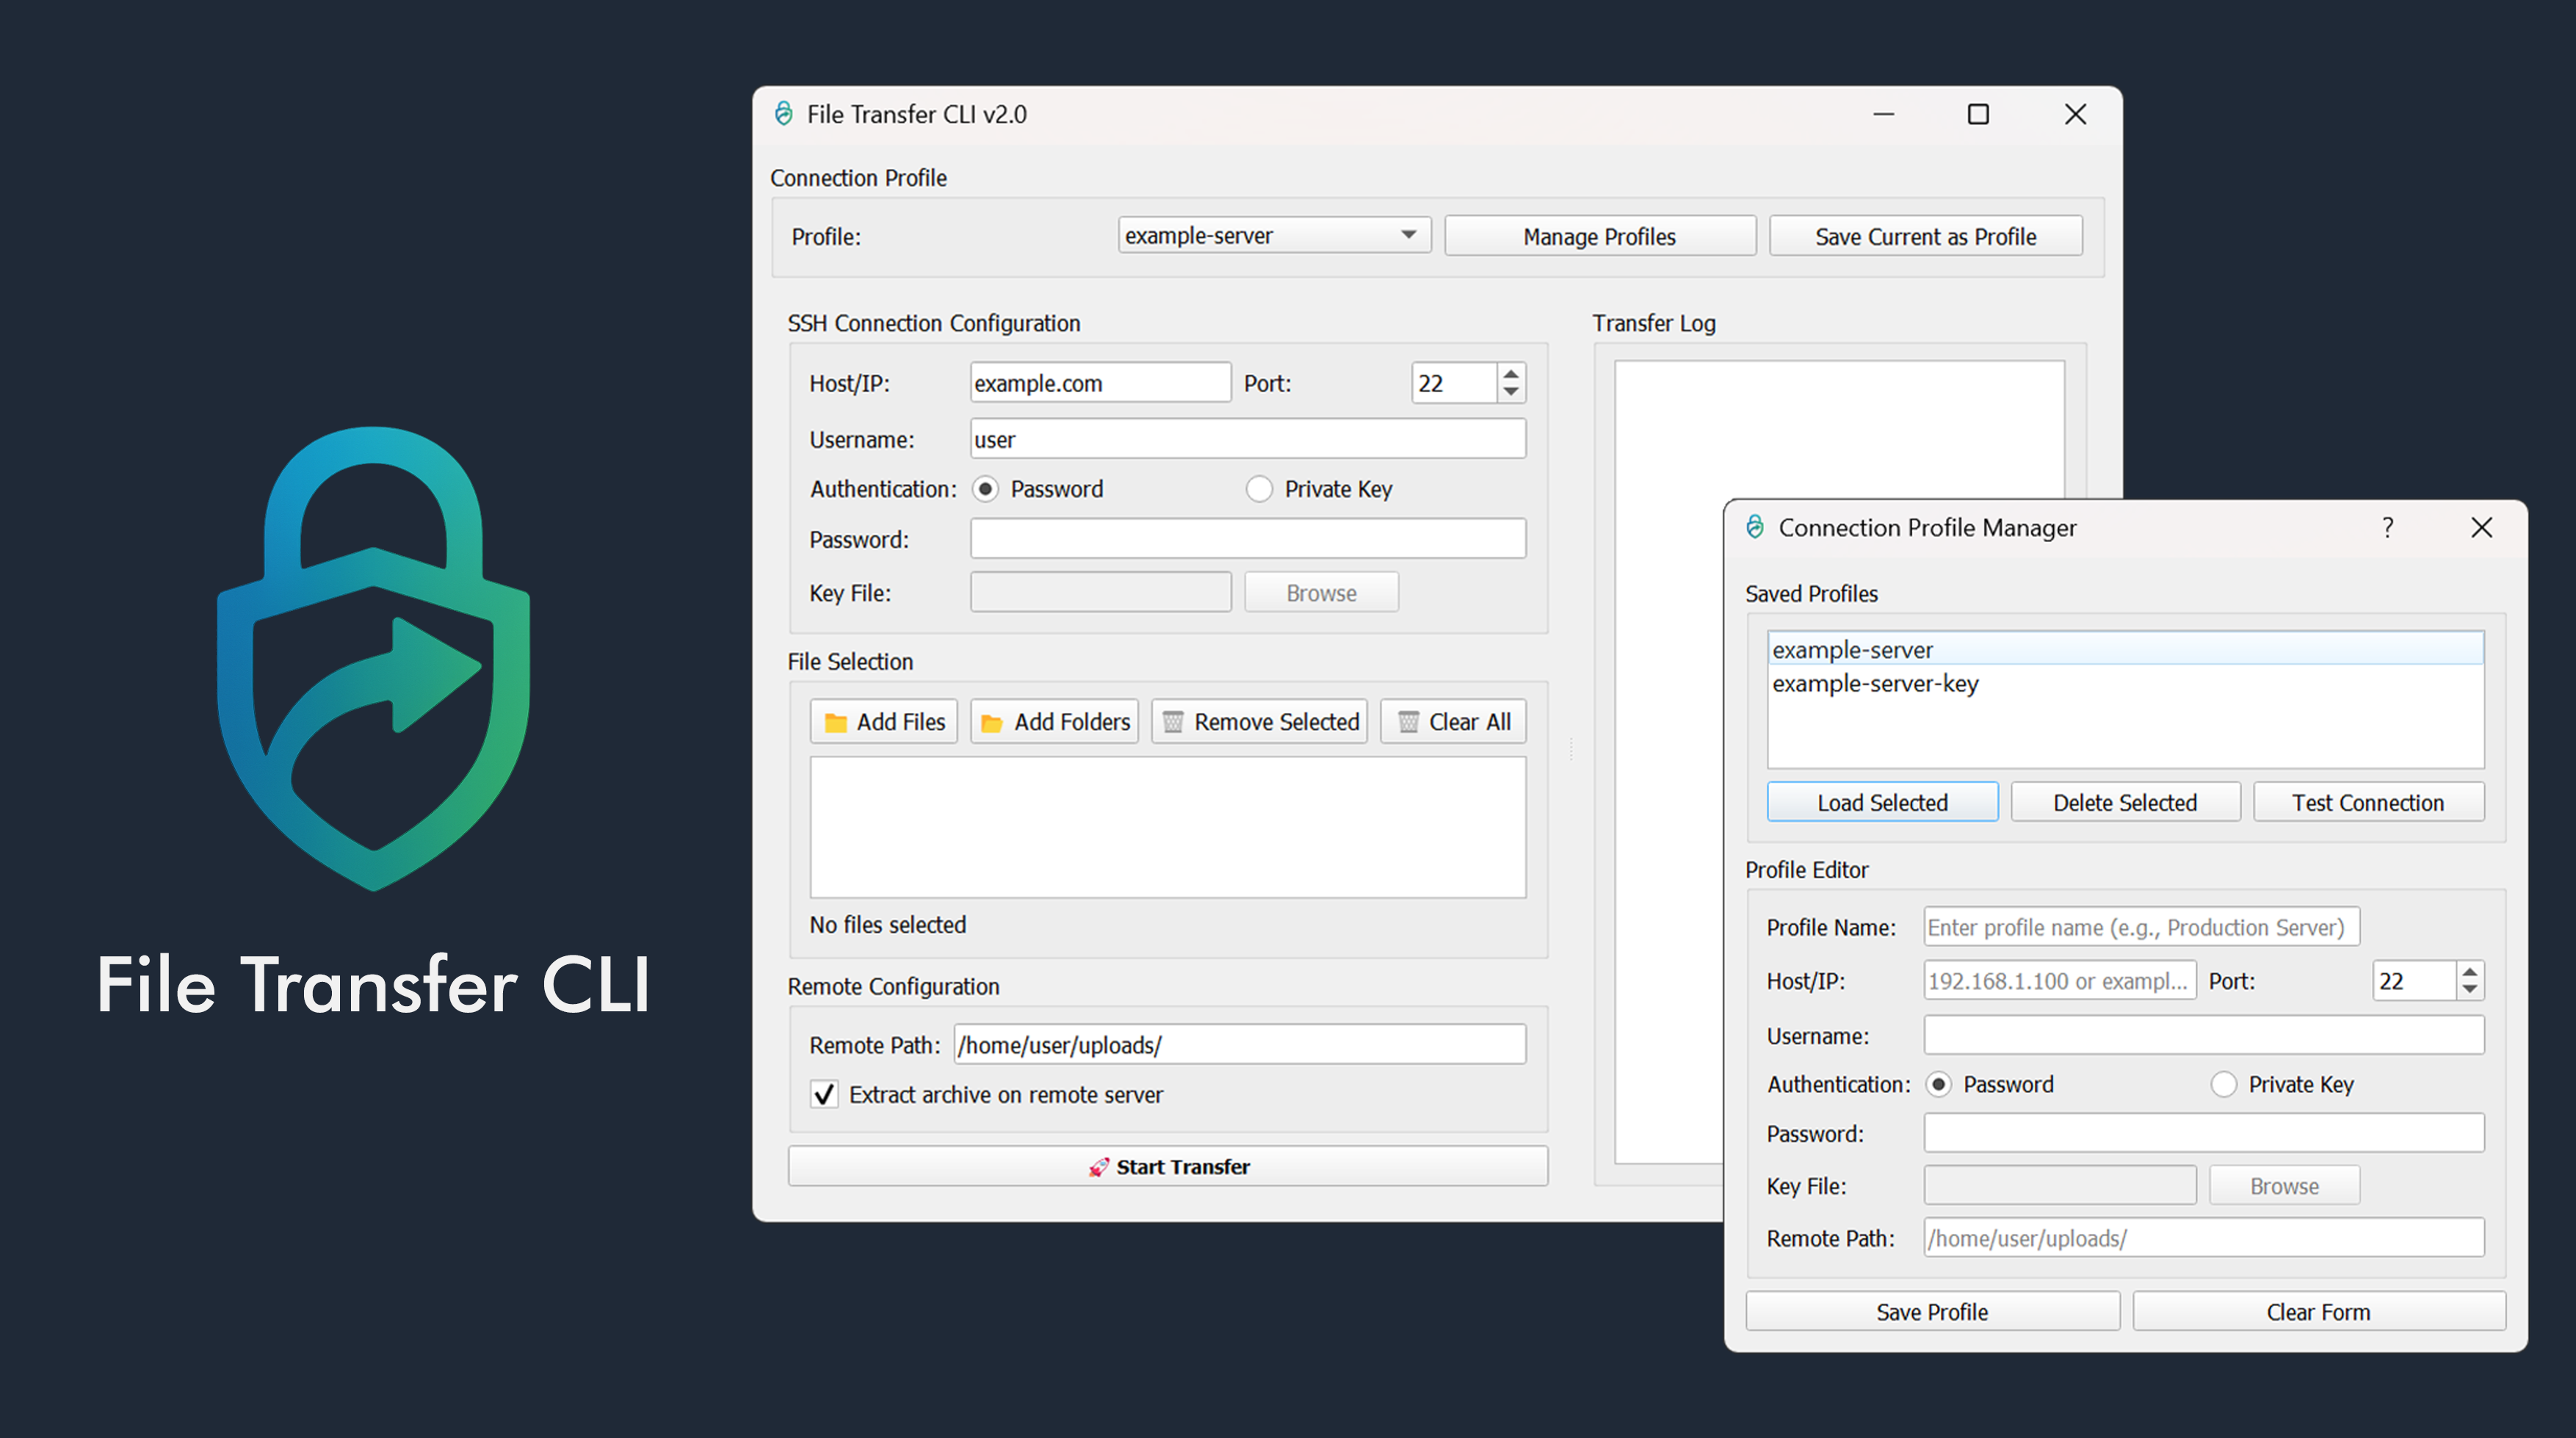 File Transfer CLI
File Transfer CLI v2.0
Connection Profile
Profile: example-server Manage Profiles Save Current as Profile
SSH Connection Configuration
Host/IP: example.com Port: 22
Username: user
Authentication: Password Private Key
Password:
Key File: Browse
File Selection
Add Files Add Folders Remove Selected Clear All
No files selected
Remote Configuration
Remote Path: /home/user/uploads/
Extract archive on remote server
Start Transfer
Transfer Log
Connection Profile Manager ?
Saved Profiles
example-server
example-server-key
Load Selected Delete Selected Test Connection
Profile Editor
Profile Name: Enter profile name (e.g., Production Server)
Host/IP: 192.168.1.100 or exampl... Port: 22
Username:
Authentication: Password Private Key
Password:
Key File: Browse
Remote Path: /home/user/uploads/
Save Profile Clear Form